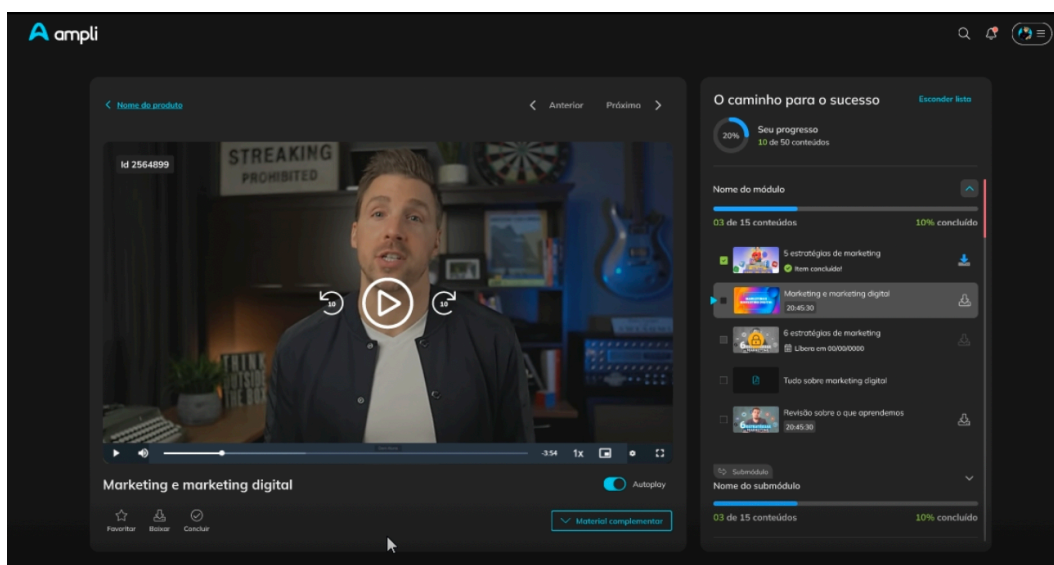 ampli
Nome do produto
Anterior
Próximo
O caminho para o sucesso
Esconder lista
20%
Seu progresso
10 de 50 conteúdos
Id 2564899
STREAKING
PROHIBITED
THINK
OUTSIDE
THE BOX
10
10
-3:54
1x
Nome do módulo
03 de 15 conteúdos
10% concluído
5 estratégias de marketing
Item concluído!
Marketing e marketing digital
20:45:30
6 estratégias de marketing
Libera em 00/00/0000
Tudo sobre marketing digital
Revisão sobre o que aprendemos
20:45:30
Submódulo
Nome do submódulo
03 de 15 conteúdos
10% concluído
Marketing e marketing digital
Autoplay
Favoritar
Baixar
Concluir
Material complementar